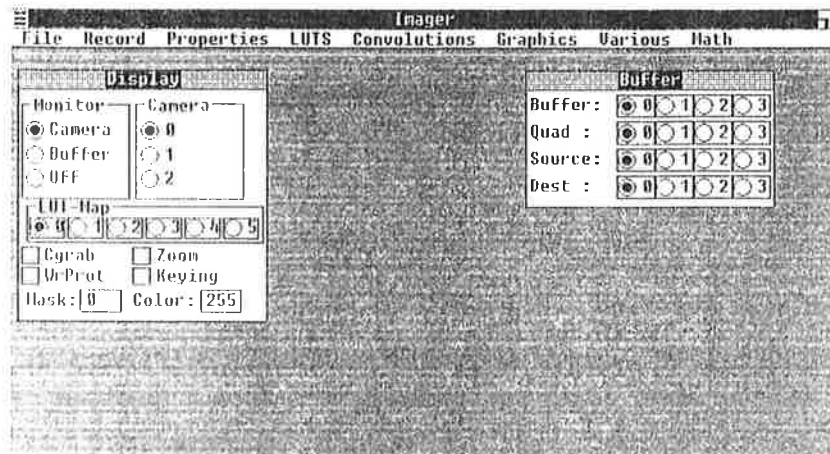 Imager
File Record Properties LUTS Convolutions Graphics Various Math
Display
Monitor
Camera
Buffer
Off
Camera
0
1
2
LUT-Map
0 1 2 3 4 5
Cgrab Zoom
WrProt Keying
Mask: 0 Color: 255
Buffer
Buffer: 0 1 2 3
Quad : 0 1 2 3
Source: 0 1 2 3
Dest : 0 1 2 3